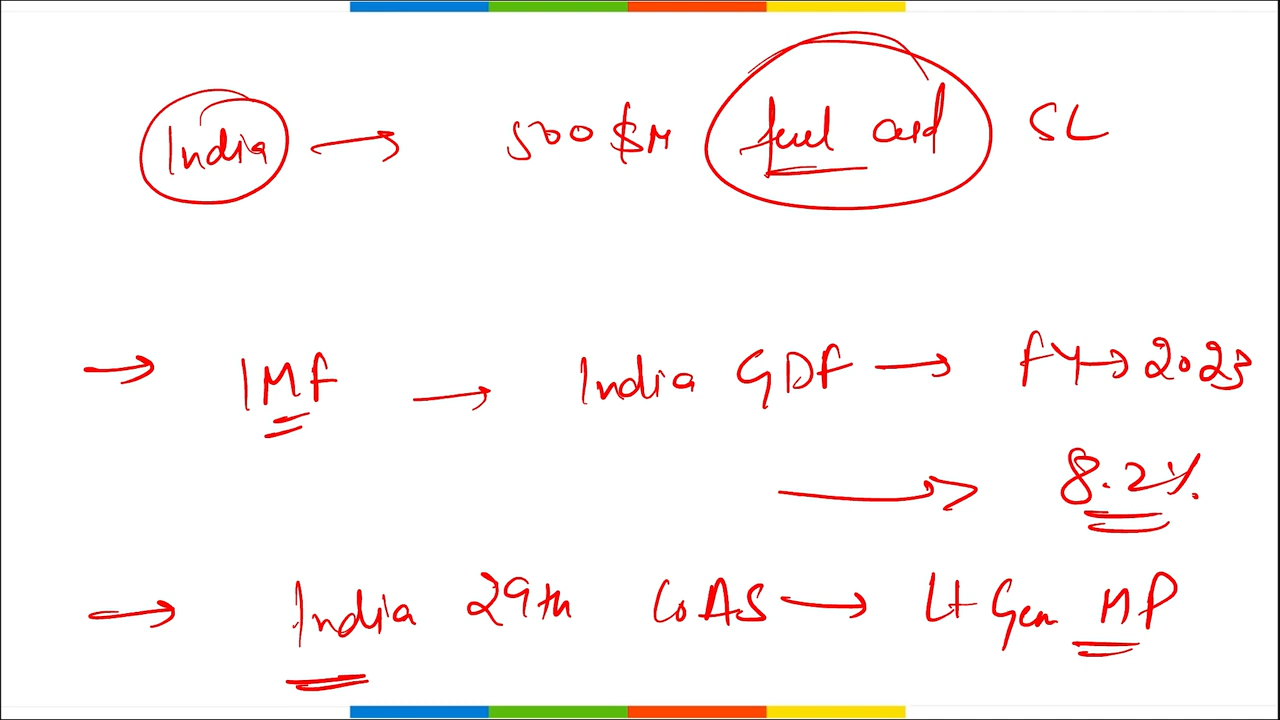 India → 500 $M fuel aid SL
→ IMF → India GDP → FY → 2023
→ 8.2%
→ India 29th COAS → Lt Gen MP